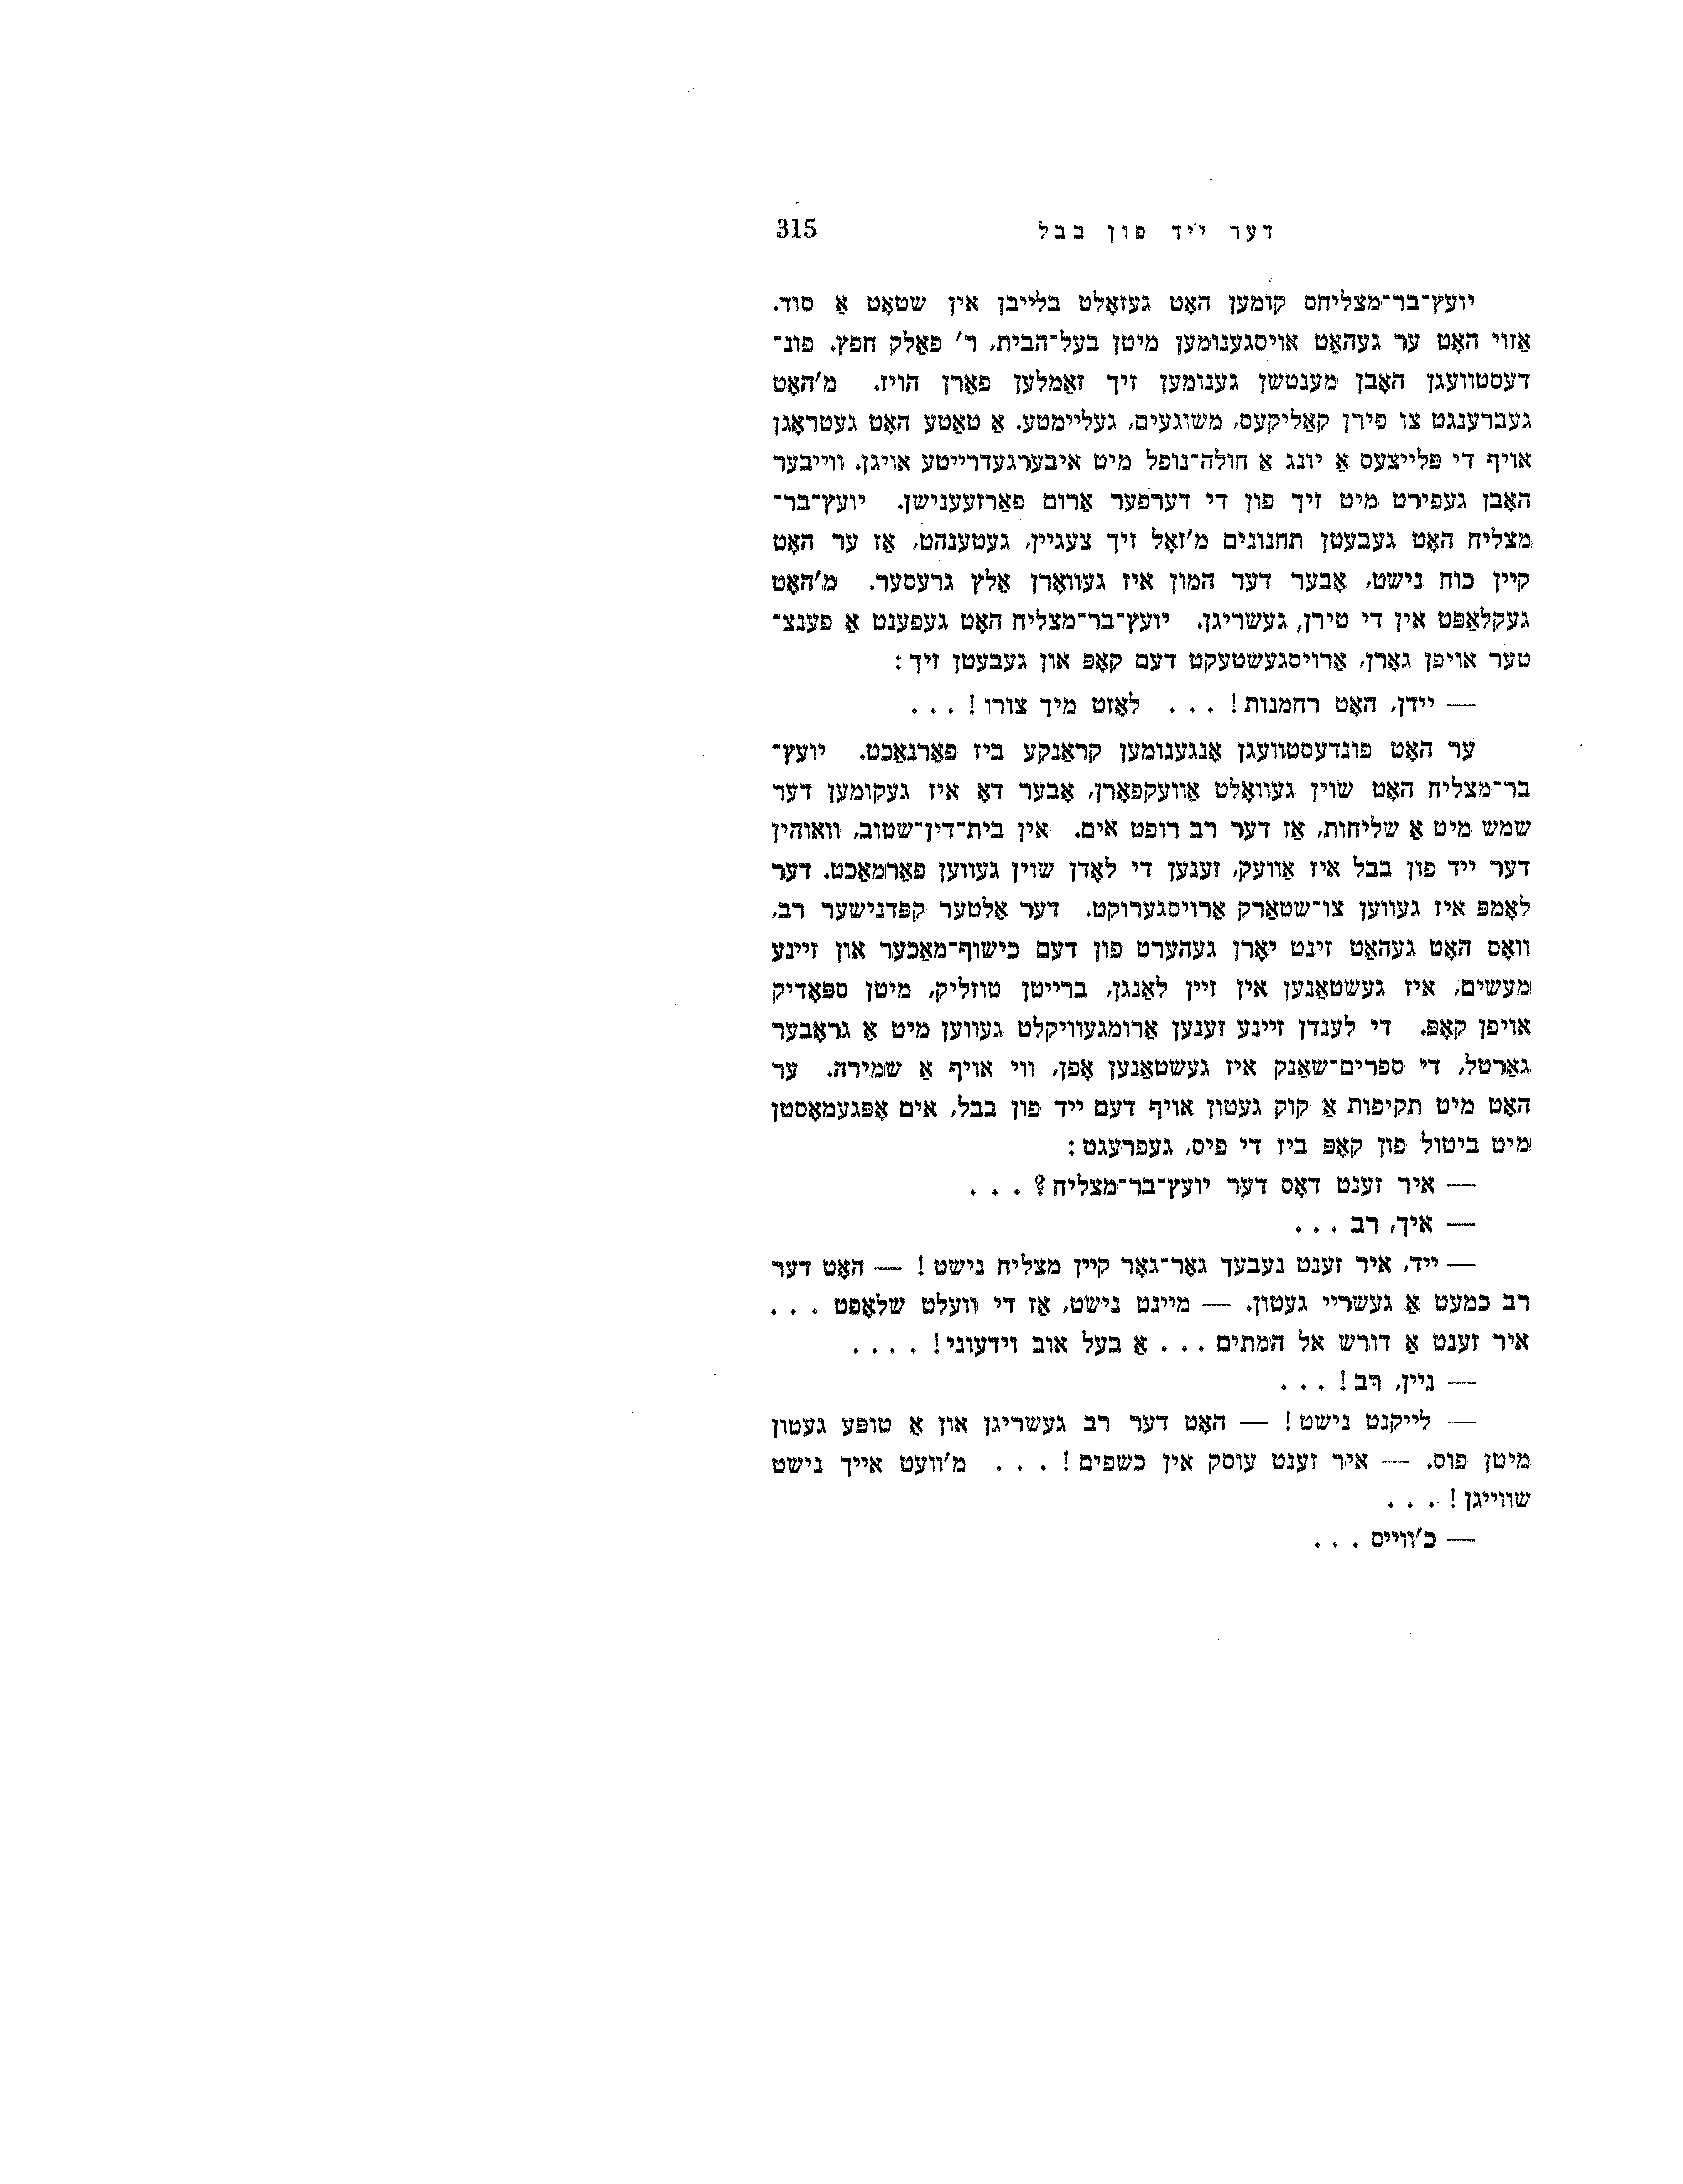 דער ייד פון בבל 315
יועץ־בר־מצליחס קומען האָט געזאָלט בלייבן אין שטאָט אַ סוד.
אַזוי האָט ער געהאַט אויסגענומען מיטן בעל־הבית, ר' פאַלק חפץ. פונ־
דעסטוועגן האָבן מענטשן גענומען זיך זאַמלען פאַרן הויז. מ'האָט
געברענגט צו פירן קאַליקעס, משוגעים, געליימטע. אַ טאַטע האָט געטראָגן
אויף די פּלייצעס אַ יונג אַ חולה־נופל מיט איבערגעדרייטע אויגן. ווייבער
האָבן געפירט מיט זיך פון די דערפער אַרום פאַרזעענישן. יועץ־בר־
מצליח האָט געבעטן תחנונים מ'זאָל זיך צעגיין, געטענהט, אַז ער האָט
קיין כוח נישט, אָבער דער המון איז געוואָרן אַלץ גרעסער. מ'האָט
געקלאַפּט אין די טירן, געשריגן. יועץ־בר־מצליח האָט געפענט אַ פענצ־
טער אויפן גאָרן, אַרויסגעשטעקט דעם קאָפּ און געבעטן זיך :
— יידן, האָט רחמנות ! . . . לאָזט מיך צורו ! . . .
ער האָט פונדעסטוועגן אָנגענומען קראַנקע ביז פאַרנאַכט. יועץ־
בר־מצליח האָט שוין געוואָלט אַוועקפאָרן, אָבער דאָ איז געקומען דער
שמש מיט אַ שליחות, אַז דער רב רופט אים. אין בית־דין־שטוב, וואוהין
דער ייד פון בבל איז אַוועק, זענען די לאָדן שוין געווען פאַרמאַכט. דער
לאָמפּ איז געווען צו־שטאַרק אַרויסגערוקט. דער אַלטער קפּדנישער רב,
וואָס האָט געהאַט זינט יאָרן געהערט פון דעם כישוף־מאַכער און זיינע
מעשים, איז געשטאַנען אין זיין לאַנגן, ברייטן טוזליק, מיטן ספּאָדיק
אויפן קאָפּ. די לענדן זיינע זענען אַרומגעוויקלט געווען מיט אַ גראָבער
גאַרטל, די ספרים־שאַנק איז געשטאַנען אָפן, ווי אויף אַ שמירה. ער
האָט מיט תקיפות אַ קוק געטון אויף דעם ייד פון בבל, אים אָפּגעמאָסטן
מיט ביטול פון קאָפּ ביז די פיס, געפרעגט :
— איר זענט דאָס דער יועץ־בר־מצליח ? . . .
— איך, רב . . .
— ייד, איר זענט נעבעך גאָר־גאָר קיין מצליח נישט ! — האָט דער
רב כמעט אַ געשריי געטון. — מיינט נישט, אַז די וועלט שלאָפט . . .
איר זענט אַ דורש אל המתים . . . אַ בעל אוב וידעוני ! . . . .
— ניין, רב ! . . .
— לייקנט נישט ! — האָט דער רב געשריגן און אַ טופּע געטון
מיטן פוס. — איר זענט עוסק אין כשפים ! . . . מ'וועט אייך נישט
שווייגן ! . . .
— כ'ווייס . . .